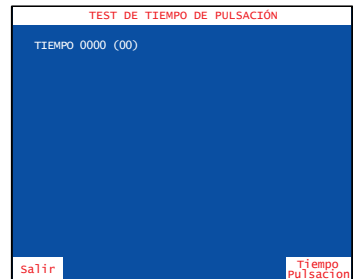 TEST DE TIEMPO DE PULSACIÓN
TIEMPO 0000 (00)
Salir
Tiempo
Pulsacion